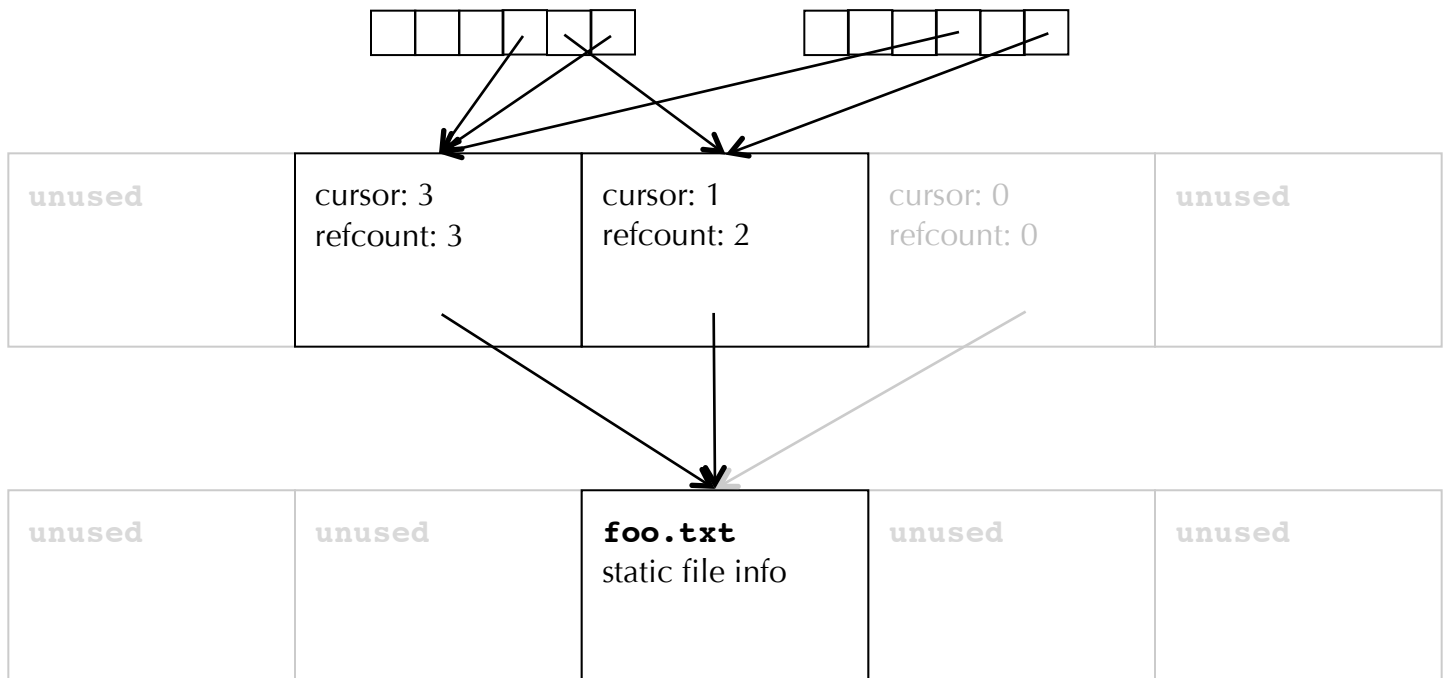 unused
cursor: 3
refcount: 3
cursor: 1
refcount: 2
cursor: 0
refcount: 0
unused
unused
unused
foo.txt
static file info
unused
unused